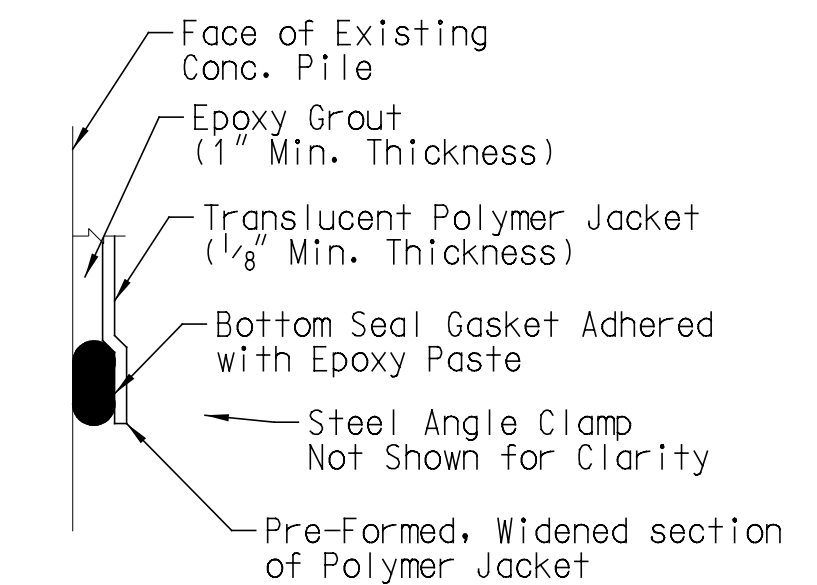 Face of Existing
Conc. Pile
Epoxy Grout
(1" Min. Thickness)
Translucent Polymer Jacket
(1/8" Min. Thickness)
Bottom Seal Gasket Adhered
with Epoxy Paste
Steel Angle Clamp
Not Shown for Clarity
Pre-Formed, Widened section
of Polymer Jacket